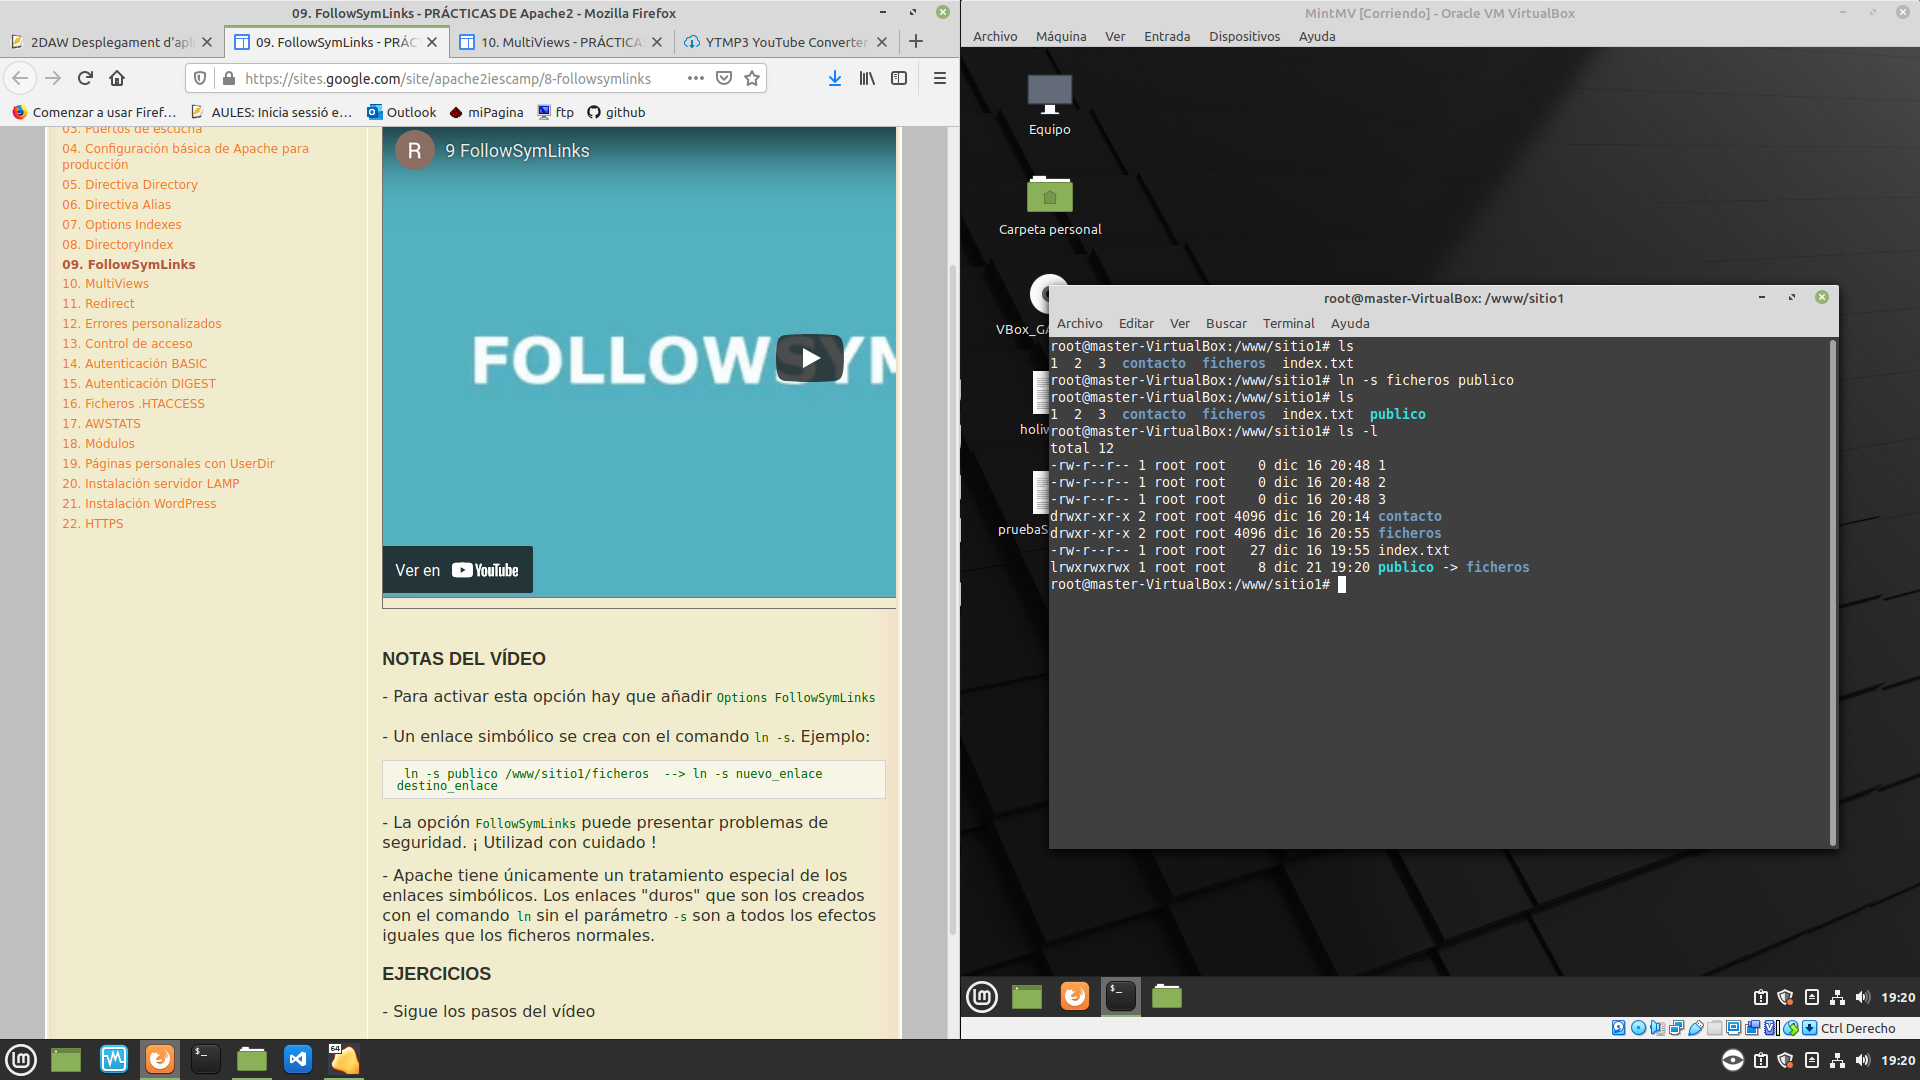 09. FollowSymLinks - PRÁCTICAS DE Apache2 - Mozilla Firefox
2DAW Desplegament d'apl
09. FollowSymLinks - PRÁC
10. MultiViews - PRÁCTICA
YTMP3 YouTube Converter
https://sites.google.com/site/apache2iescamp/8-followsymlinks
Comenzar a usar Firef…
AULES: Inicia sessió e…
Outlook
miPagina
ftp
github
03. Puertos de escucha
04. Configuración básica de Apache para
producción
05. Directiva Directory
06. Directiva Alias
07. Options Indexes
08. DirectoryIndex
09. FollowSymLinks
10. MultiViews
11. Redirect
12. Errores personalizados
13. Control de acceso
14. Autenticación BASIC
15. Autenticación DIGEST
16. Ficheros .HTACCESS
17. AWSTATS
18. Módulos
19. Páginas personales con UserDir
20. Instalación servidor LAMP
21. Instalación WordPress
22. HTTPS
R
9 FollowSymLinks
FOLLOWSYM
Ver en YouTube
NOTAS DEL VÍDEO
- Para activar esta opción hay que añadir Options FollowSymLinks
- Un enlace simbólico se crea con el comando ln -s. Ejemplo:
ln -s publico /www/sitio1/ficheros --> ln -s nuevo_enlace
destino_enlace
- La opción FollowSymLinks puede presentar problemas de
seguridad. ¡ Utilizad con cuidado !
- Apache tiene únicamente un tratamiento especial de los
enlaces simbólicos. Los enlaces "duros" que son los creados
con el comando ln sin el parámetro -s son a todos los efectos
iguales que los ficheros normales.
EJERCICIOS
- Sigue los pasos del vídeo
64
19:20
MintMV [Corriendo] - Oracle VM VirtualBox
Archivo Máquina Ver Entrada Dispositivos Ayuda
Equipo
Carpeta personal
VBox_GA
holiw
pruebaS
root@master-VirtualBox: /www/sitio1
Archivo Editar Ver Buscar Terminal Ayuda
root@master-VirtualBox:/www/sitio1# ls
1 2 3 contacto ficheros index.txt
root@master-VirtualBox:/www/sitio1# ln -s ficheros publico
root@master-VirtualBox:/www/sitio1# ls
1 2 3 contacto ficheros index.txt publico
root@master-VirtualBox:/www/sitio1# ls -l
total 12
-rw-r--r-- 1 root root 0 dic 16 20:48 1
-rw-r--r-- 1 root root 0 dic 16 20:48 2
-rw-r--r-- 1 root root 0 dic 16 20:48 3
drwxr-xr-x 2 root root 4096 dic 16 20:14 contacto
drwxr-xr-x 2 root root 4096 dic 16 20:55 ficheros
-rw-r--r-- 1 root root 27 dic 16 19:55 index.txt
lrwxrwxrwx 1 root root 8 dic 21 19:20 publico -> ficheros
root@master-VirtualBox:/www/sitio1#
19:20
Ctrl Derecho